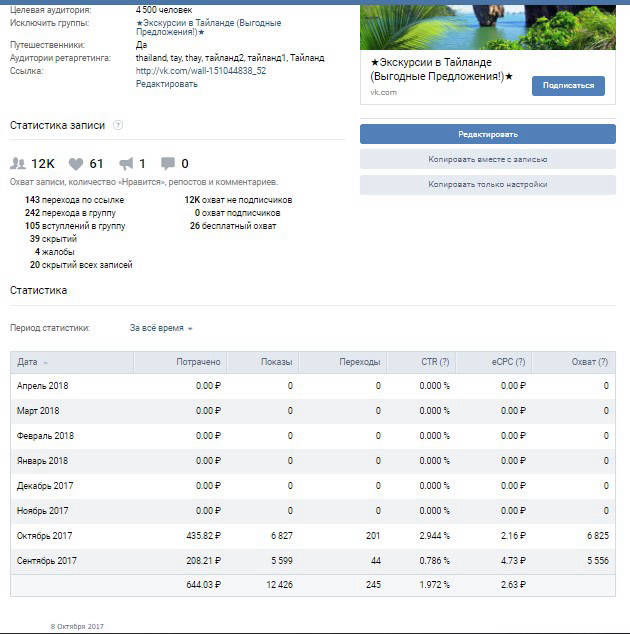 Целевая аудитория: 4 500 человек
Исключить группы: ★Экскурсии в Тайланде (Выгодные
Предложения!)★
Путешественники: Да
Аудитории ретаргетинга: thailand, tay, thay, тайланд2, тайланд1, Тайланд
Ссылка: http://vk.com/wall-151044838_52
Редактировать
★Экскурсии в Тайланде
(Выгодные Предложения!)★
vk.com
Подписаться
Редактировать
Копировать вместе с записью
Копировать только настройки
Статистика записи ?
12K 61 1 0
Охват записи, количество «Нравится», репостов и комментариев.
143 перехода по ссылке 12K охват не подписчиков
242 перехода в группу 0 охват подписчиков
105 вступлений в группу 26 бесплатный охват
39 скрытий
4 жалобы
20 скрытий всех записей
Статистика
Период статистики: За всё время
Дата Потрачено Показы Переходы CTR (?) eCPC (?) Охват (?)
Апрель 2018 0.00 ₽ 0 0 0.000 % 0.00 ₽ 0
Март 2018 0.00 ₽ 0 0 0.000 % 0.00 ₽ 0
Февраль 2018 0.00 ₽ 0 0 0.000 % 0.00 ₽ 0
Январь 2018 0.00 ₽ 0 0 0.000 % 0.00 ₽ 0
Декабрь 2017 0.00 ₽ 0 0 0.000 % 0.00 ₽ 0
Ноябрь 2017 0.00 ₽ 0 0 0.000 % 0.00 ₽ 0
Октябрь 2017 435.82 ₽ 6 827 201 2.944 % 2.16 ₽ 6 825
Сентябрь 2017 208.21 ₽ 5 599 44 0.786 % 4.73 ₽ 5 556
644.03 ₽ 12 426 245 1.972 % 2.63 ₽
8 Октября 2017